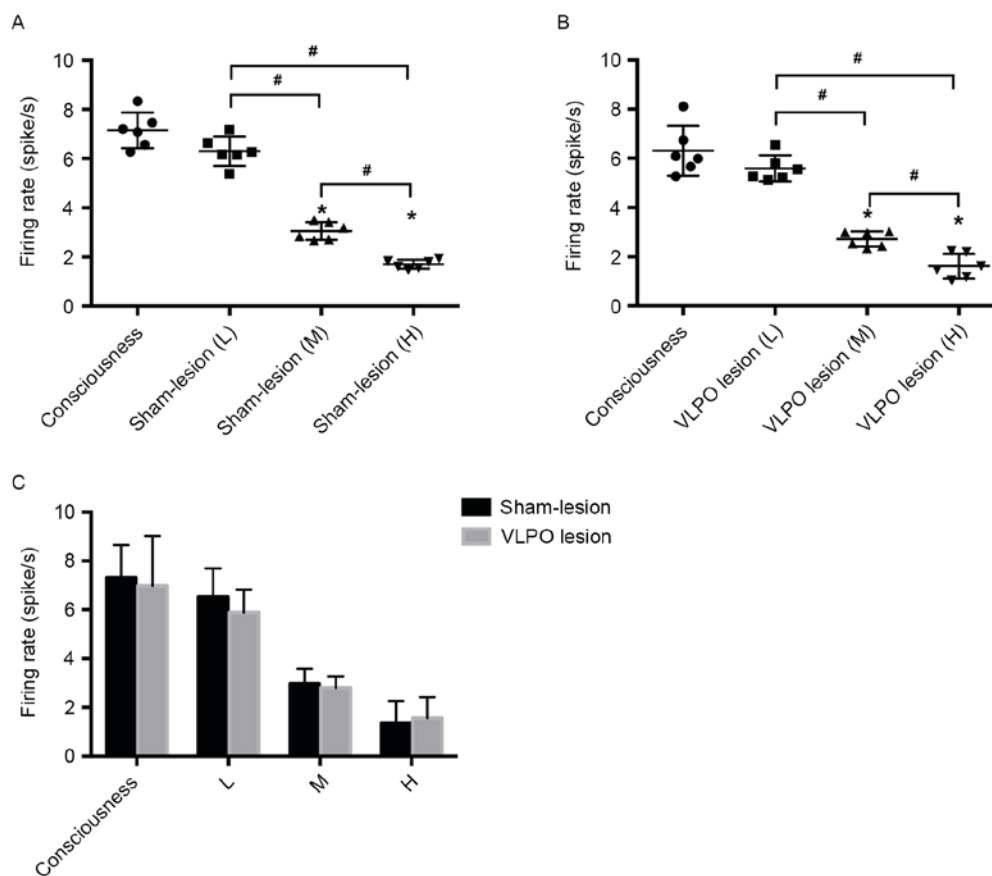 A
Firing rate (spike/s)
10
8
6
4
2
0
#
#
#
*
*
Consciousness
Sham-lesion (L)
Sham-lesion (M)
Sham-lesion (H)
B
Firing rate (spike/s)
10
8
6
4
2
0
#
#
#
*
*
Consciousness
VLPO lesion (L)
VLPO lesion (M)
VLPO lesion (H)
C
Firing rate (spike/s)
10
8
6
4
2
0
Consciousness
L
M
H
Sham-lesion
VLPO lesion